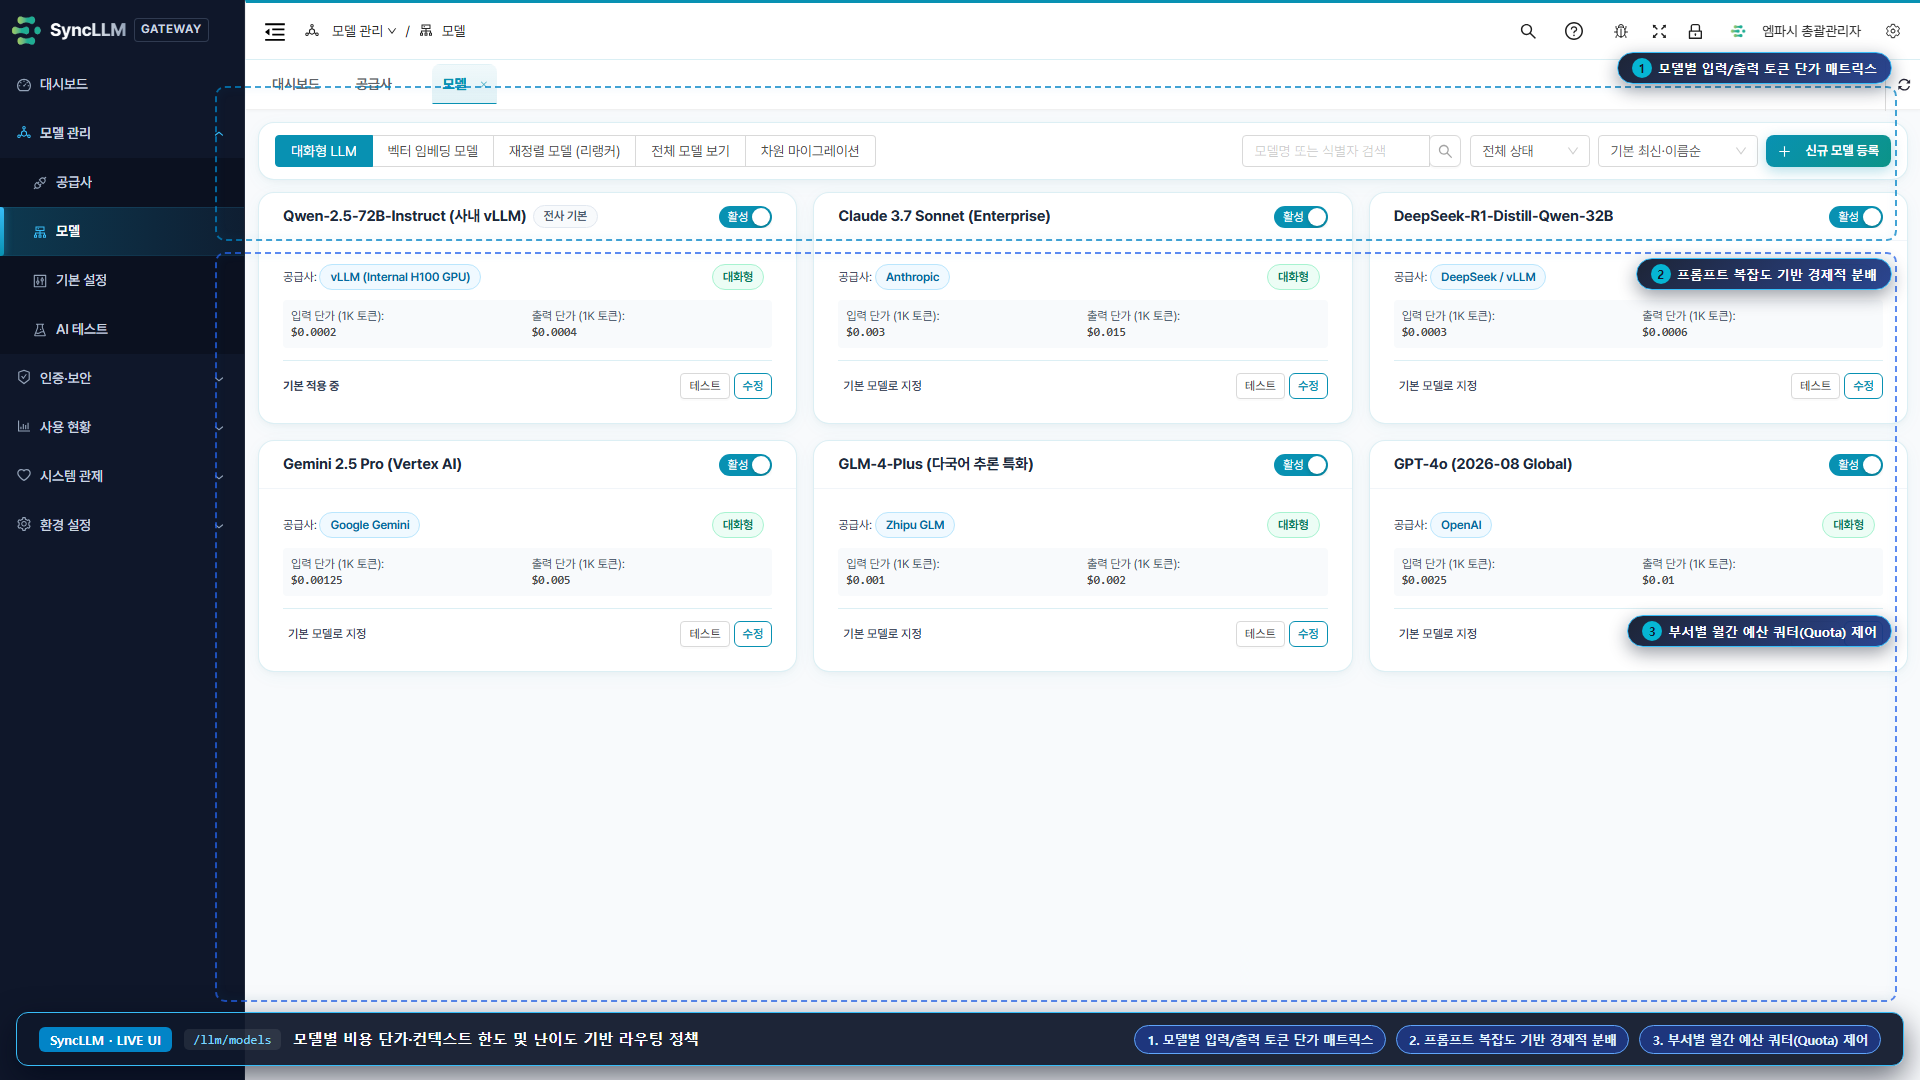 SyncLLM GATEWAY
대시보드
모델 관리
공급사
모델
기본 설정
AI 테스트
인증·보안
사용 현황
시스템 관제
환경 설정
모델 관리 / 모델
엠파시 총괄관리자
대시보드 공급사 모델 ×
1 모델별 입력/출력 토큰 단가 매트릭스
대화형 LLM 벡터 임베딩 모델 재정렬 모델 (리랭커) 전체 모델 보기 차원 마이그레이션
모델명 또는 식별자 검색 전체 상태 기본 최신·이름순 + 신규 모델 등록
Qwen-2.5-72B-Instruct (사내 vLLM) 전사 기본 활성
공급사: vLLM (Internal H100 GPU) 대화형
입력 단가 (1K 토큰): 출력 단가 (1K 토큰):
$0.0002 $0.0004
기본 적용 중 테스트 수정
Claude 3.7 Sonnet (Enterprise) 활성
공급사: Anthropic 대화형
입력 단가 (1K 토큰): 출력 단가 (1K 토큰):
$0.003 $0.015
기본 모델로 지정 테스트 수정
DeepSeek-R1-Distill-Qwen-32B 활성
공급사: DeepSeek / vLLM
2 프롬프트 복잡도 기반 경제적 분배
입력 단가 (1K 토큰): 출력 단가 (1K 토큰):
$0.0003 $0.0006
기본 모델로 지정 테스트 수정
Gemini 2.5 Pro (Vertex AI) 활성
공급사: Google Gemini 대화형
입력 단가 (1K 토큰): 출력 단가 (1K 토큰):
$0.00125 $0.005
기본 모델로 지정 테스트 수정
GLM-4-Plus (다국어 추론 특화) 활성
공급사: Zhipu GLM 대화형
입력 단가 (1K 토큰): 출력 단가 (1K 토큰):
$0.001 $0.002
기본 모델로 지정 테스트 수정
GPT-4o (2026-08 Global) 활성
공급사: OpenAI 대화형
입력 단가 (1K 토큰): 출력 단가 (1K 토큰):
$0.0025 $0.01
기본 모델로 지정
3 부서별 월간 예산 쿼터(Quota) 제어
SyncLLM · LIVE UI /llm/models 모델별 비용 단가·컨텍스트 한도 및 난이도 기반 라우팅 정책
1. 모델별 입력/출력 토큰 단가 매트릭스 2. 프롬프트 복잡도 기반 경제적 분배 3. 부서별 월간 예산 쿼터(Quota) 제어